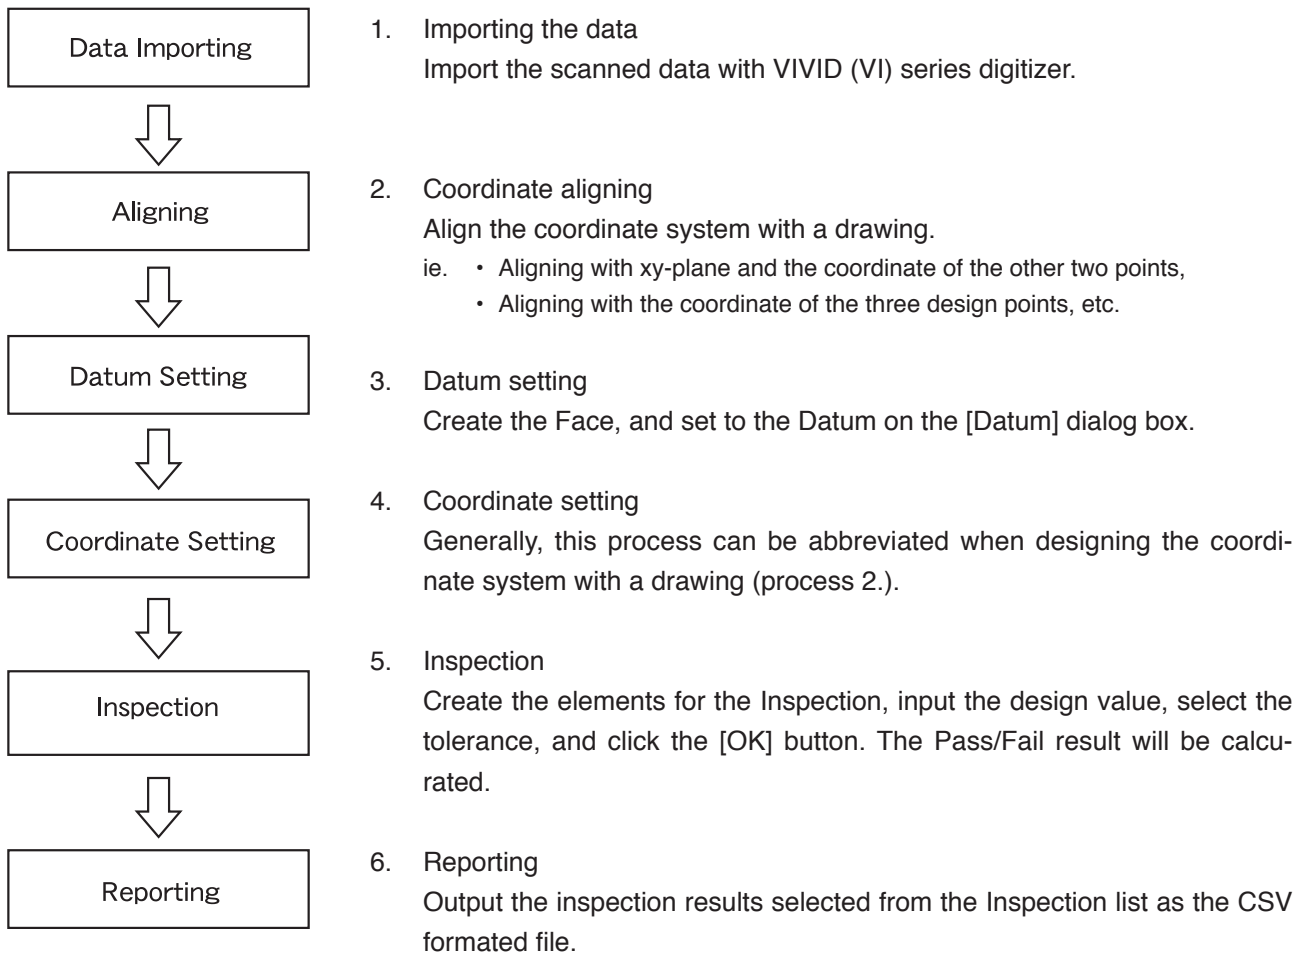 Data Importing
1. Importing the data
Import the scanned data with VIVID (VI) series digitizer.
Aligning
2. Coordinate aligning
Align the coordinate system with a drawing.
ie. • Aligning with xy-plane and the coordinate of the other two points,
• Aligning with the coordinate of the three design points, etc.
Datum Setting
3. Datum setting
Create the Face, and set to the Datum on the [Datum] dialog box.
Coordinate Setting
4. Coordinate setting
Generally, this process can be abbreviated when designing the coordi-
nate system with a drawing (process 2.).
Inspection
5. Inspection
Create the elements for the Inspection, input the design value, select the
tolerance, and click the [OK] button. The Pass/Fail result will be calcu-
rated.
Reporting
6. Reporting
Output the inspection results selected from the Inspection list as the CSV
formated file.